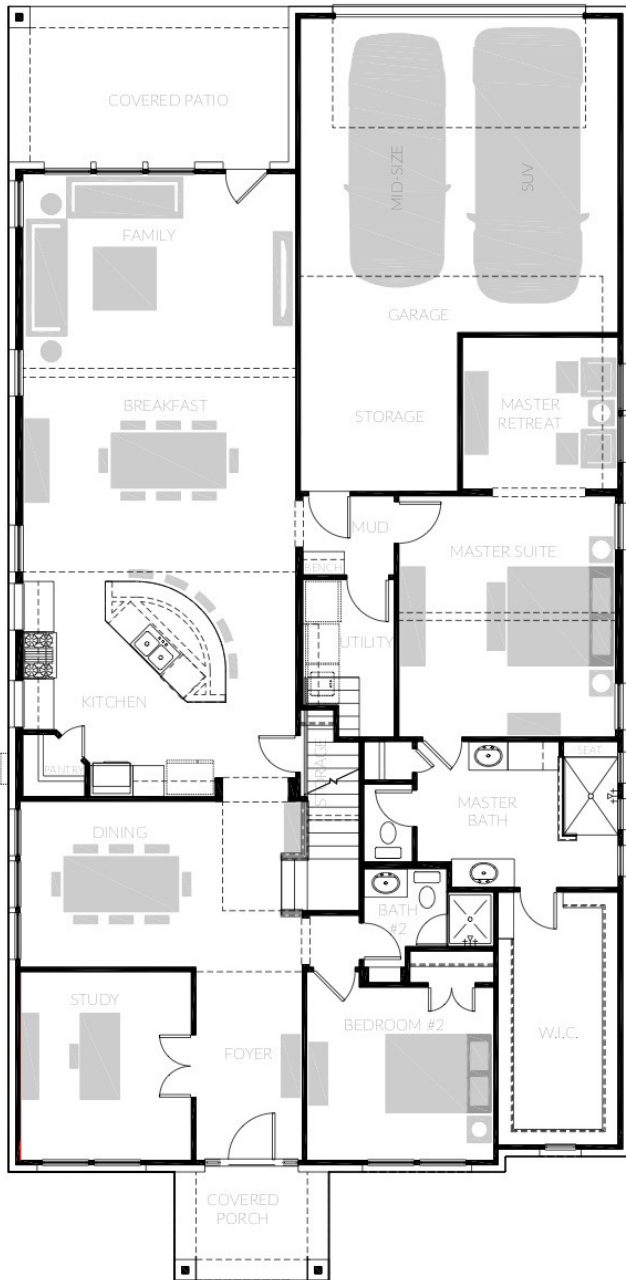 COVERED PATIO
MID-SIZE
SUV
FAMILY
GARAGE
BREAKFAST
STORAGE
MASTER
RETREAT
MUD
BENCH
MASTER SUITE
UTILITY
KITCHEN
STORAGE
PANTRY
SEAT
MASTER
BATH
DINING
BATH
#2
STUDY
FOYER
BEDROOM #2
W.I.C.
COVERED
PORCH